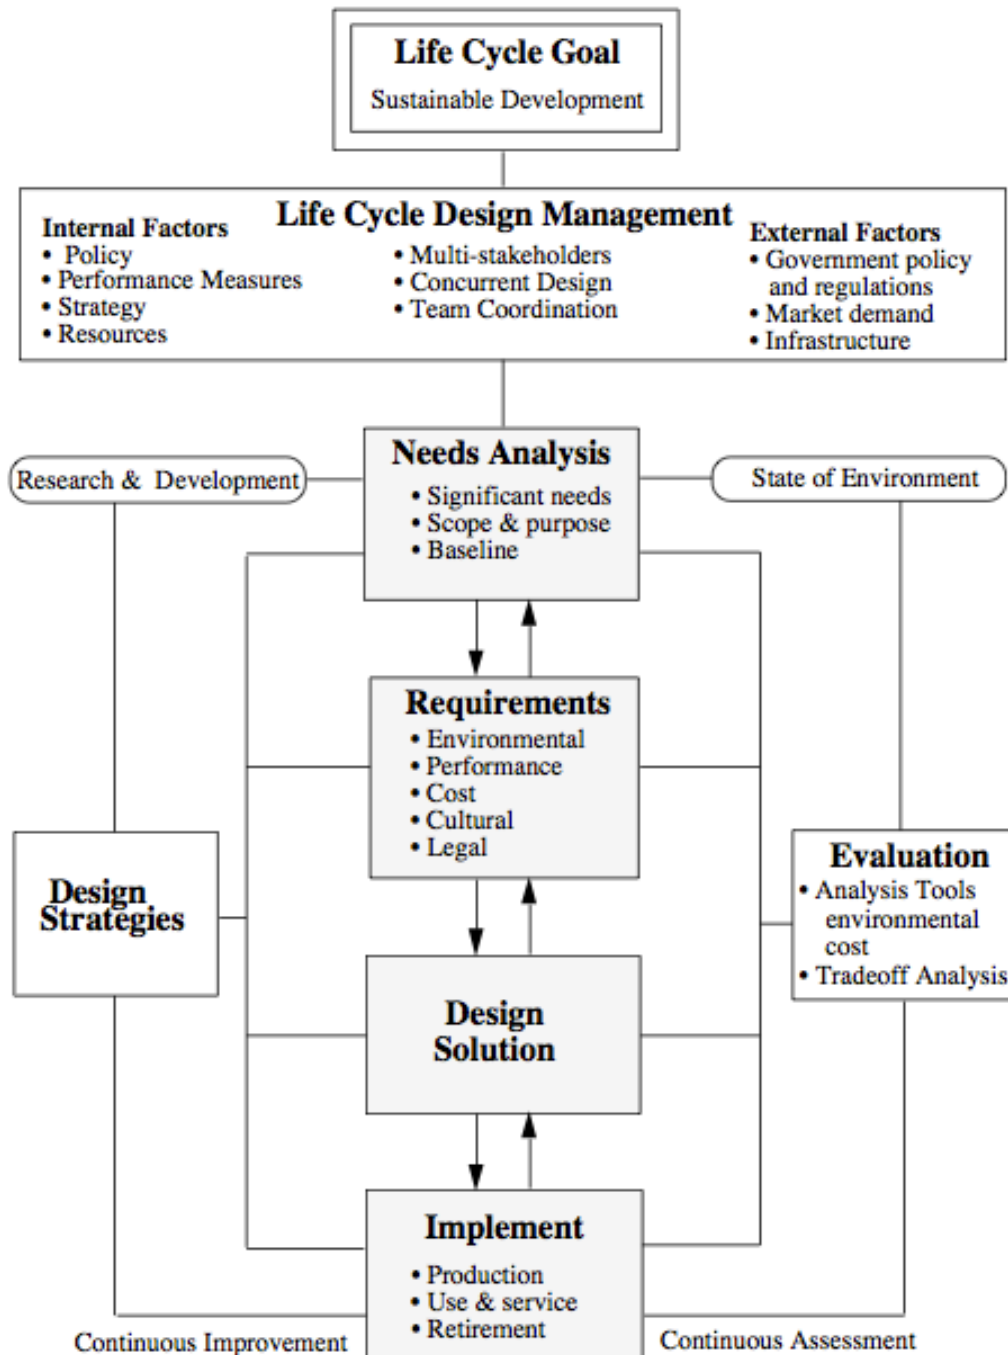 Life Cycle Goal
Sustainable Development
Life Cycle Design Management
Internal Factors
• Policy
• Performance Measures
• Strategy
• Resources
• Multi-stakeholders
• Concurrent Design
• Team Coordination
External Factors
• Government policy
and regulations
• Market demand
• Infrastructure
Needs Analysis
• Significant needs
• Scope & purpose
• Baseline
Research & Development
State of Environment
Requirements
• Environmental
• Performance
• Cost
• Cultural
• Legal
Design
Strategies
Evaluation
• Analysis Tools
environmental
cost
• Tradeoff Analysis
Design
Solution
Implement
• Production
• Use & service
• Retirement
Continuous Improvement
Continuous Assessment